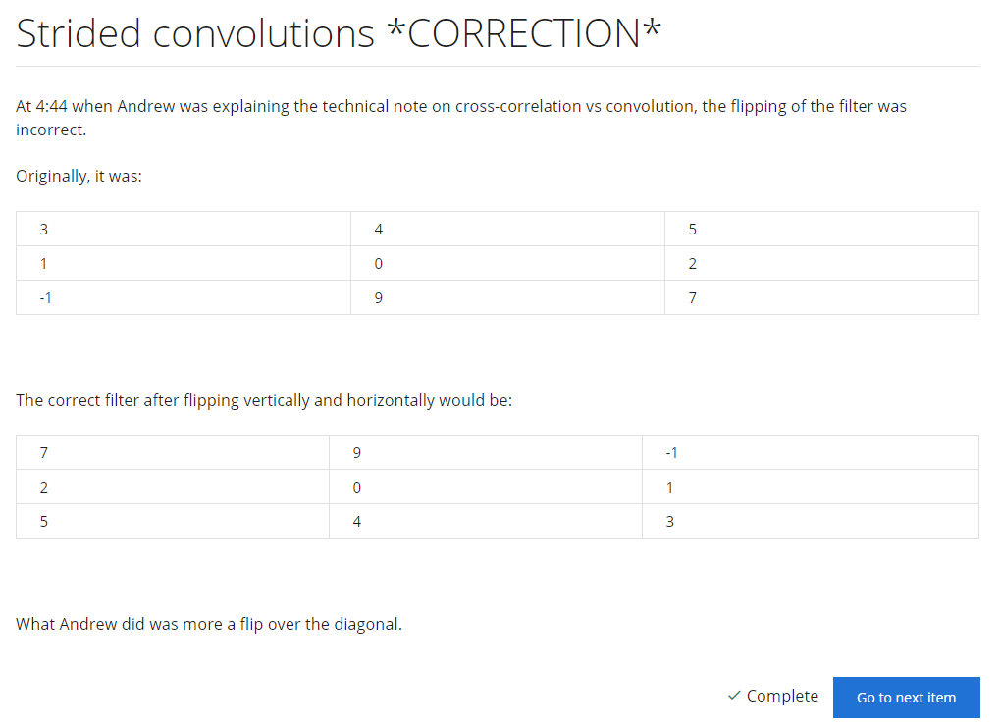 Strided convolutions *CORRECTION*
At 4:44 when Andrew was explaining the technical note on cross-correlation vs convolution, the flipping of the filter was
incorrect.
Originally, it was:
3 4 5
1 0 2
-1 9 7
The correct filter after flipping vertically and horizontally would be:
7 9 -1
2 0 1
5 4 3
What Andrew did was more a flip over the diagonal.
✓ Complete Go to next item